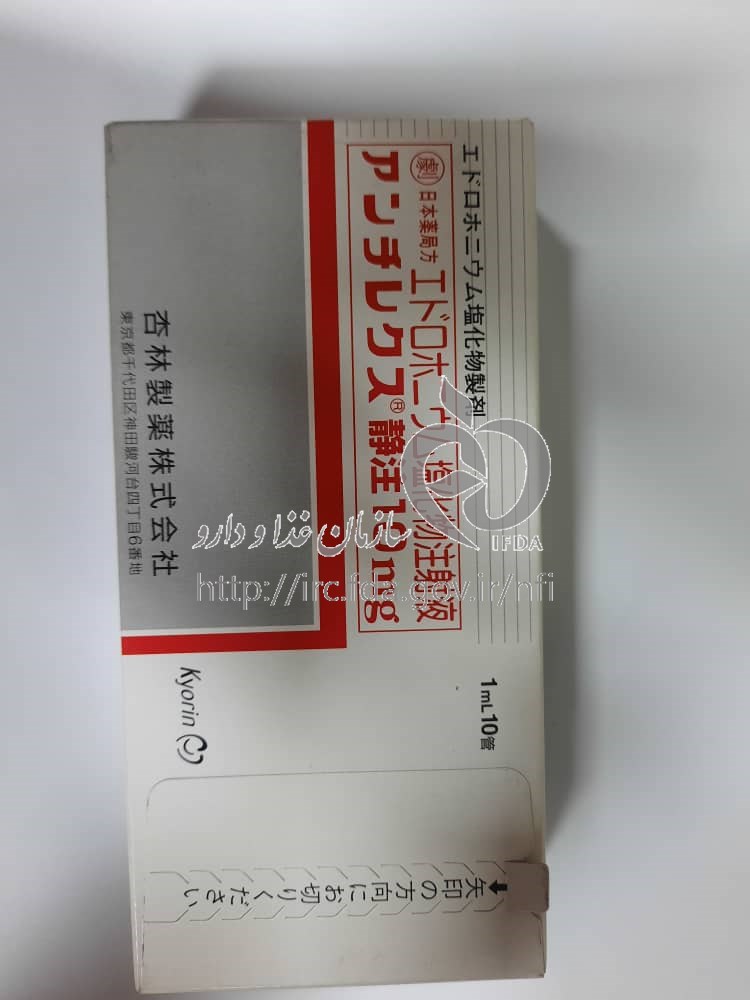 エドロホニウム塩化物製剤
劇 日本薬局方 エドロホニウム塩化物注射液
アンチレクス® 静注10mg
1mL10管
杏林製薬株式会社
東京都千代田区神田駿河台四丁目6番地
Kyorin
矢印の方向にお切りください
IFDA
سازمان غذا و دارو
http://irc.fda.gov.ir/nfi